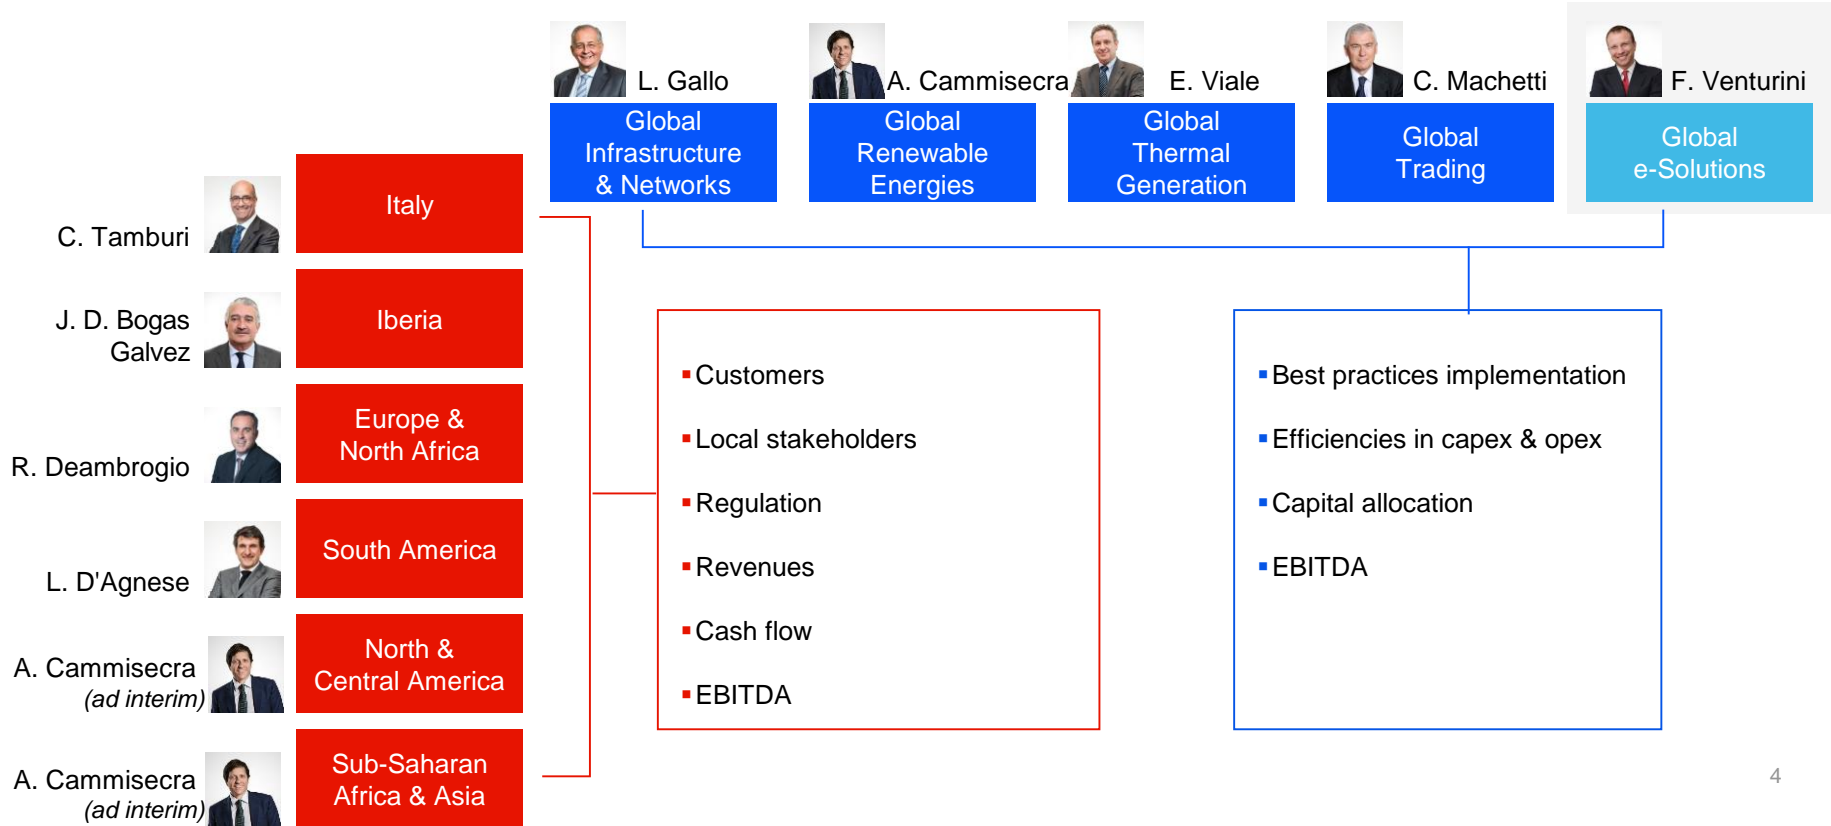 L. Gallo
A. Cammisecra
E. Viale
C. Machetti
F. Venturini
Global
Infrastructure
& Networks
Global
Renewable
Energies
Global
Thermal
Generation
Global
Trading
Global
e-Solutions
C. Tamburi
Italy
J. D. Bogas
Galvez
Iberia
R. Deambrogio
Europe &
North Africa
L. D'Agnese
South America
A. Cammisecra
(ad interim)
North &
Central America
A. Cammisecra
(ad interim)
Sub-Saharan
Africa & Asia
▪Customers
▪Local stakeholders
▪Regulation
▪Revenues
▪Cash flow
▪EBITDA
▪Best practices implementation
▪Efficiencies in capex & opex
▪Capital allocation
▪EBITDA
4